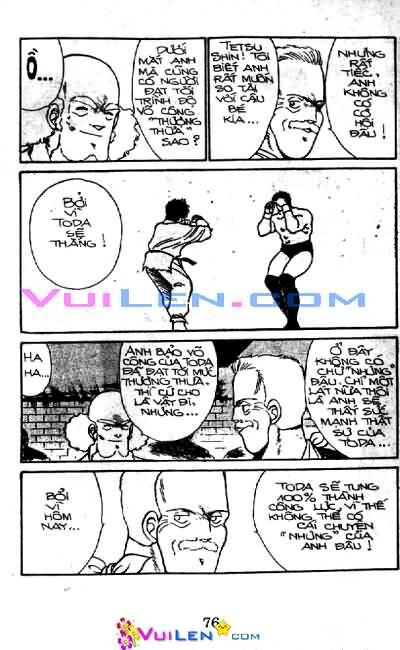 TETSU
SHIN! TÔI
BIẾT ANH
RẤT MUỐN
SO TÀI
VỚI CẬU
BÉ
KIA...
NHƯNG
RẤT
TIẾC,
ANH
KHÔNG
CÓ
CƠ
HỘI
ĐÂU!
Ồ...
DƯỚI
MẮT ANH
MÀ CŨNG
CÓ NGƯỜI
ĐẠT TỚI
TRÌNH ĐỘ
VÕ CÔNG
"THƯỢNG
THỪA"
SAO?
BỞI
VÌ
TODA
SẼ
THẮNG!
VuiLen.com
HA
HA...
ANH BẢO VÕ
CÔNG CỦA TODA
ĐÃ ĐẠT TỚI MỨC
THƯỢNG THỪA,
THÌ CỨ CHO
LÀ VẬY ĐI,
NHƯNG...
Ở ĐÂY
KHÔNG CÓ
CHỮ "NHƯNG"
ĐÂU. CHỈ MỘT
LÁT NỮA THÔI
LÀ ANH SẼ
THẤY SỨC
MẠNH THẬT
SỰ CỦA
TODA...
BỞI
VÌ
HÔM
NAY...
TODA SẼ TUNG
100% THÀNH
CÔNG LỰC, VÌ THẾ
KHÔNG THỂ CÓ
CÁI CHUYỆN
"NHƯNG" CỦA
ANH ĐÂU!
76
VuiLen.com